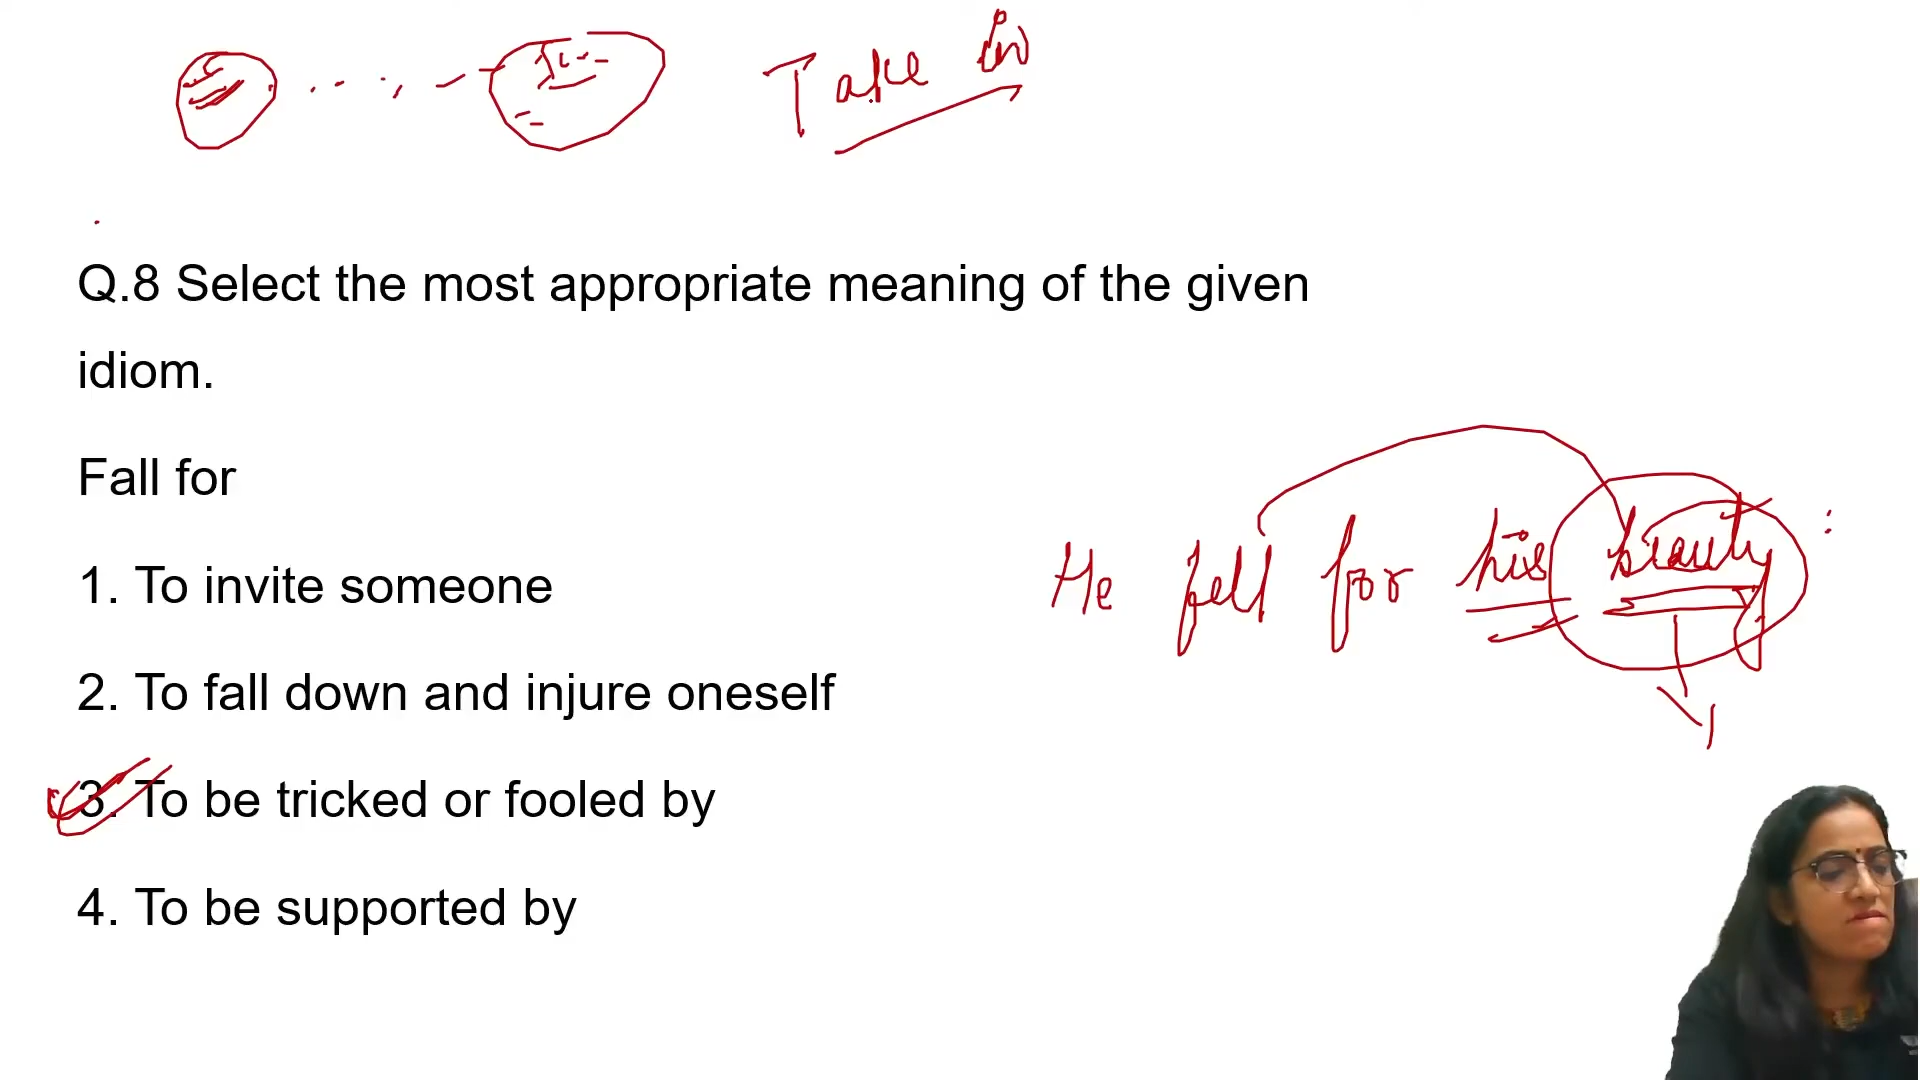 Take in
Q.8 Select the most appropriate meaning of the given
idiom.
Fall for
He fell for his beauty
1. To invite someone
2. To fall down and injure oneself
3. To be tricked or fooled by
4. To be supported by